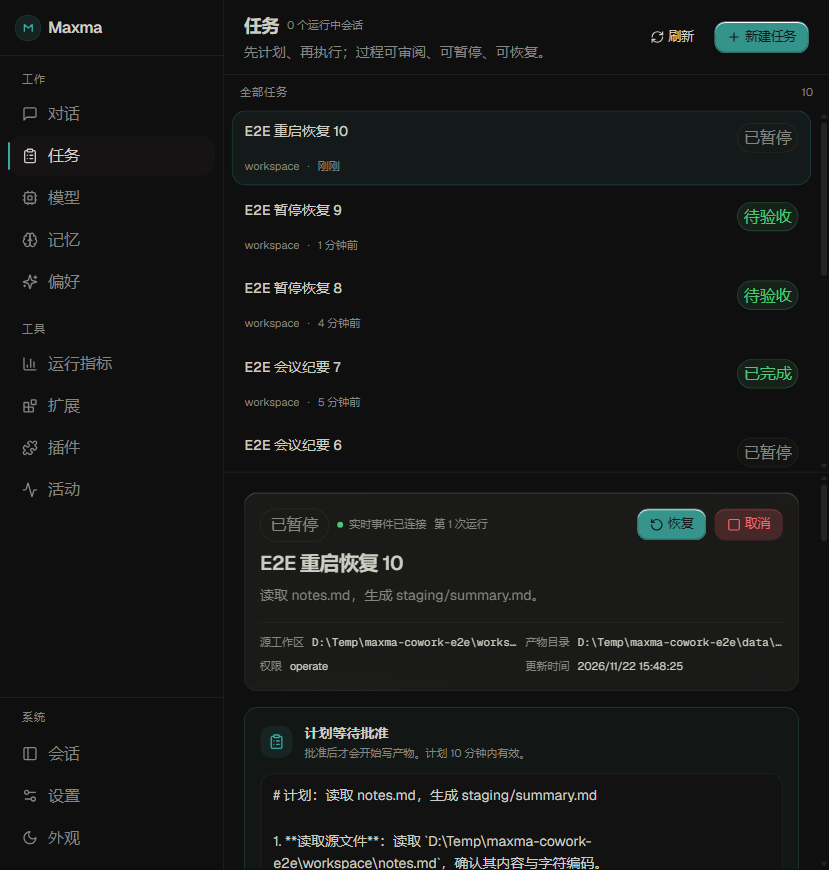 Maxma
工作
对话
任务
模型
记忆
偏好
工具
运行指标
扩展
插件
活动
系统
会话
设置
外观
任务 0 个运行中会话
先计划、再执行；过程可审阅、可暂停、可恢复。
刷新
+ 新建任务
全部任务 10
E2E 重启恢复 10
已暂停
workspace · 刚刚
E2E 暂停恢复 9
待验收
workspace · 1 分钟前
E2E 暂停恢复 8
待验收
workspace · 4 分钟前
E2E 会议纪要 7
已完成
workspace · 5 分钟前
E2E 会议纪要 6
已暂停
已暂停 实时事件已连接 第 1 次运行
恢复
取消
E2E 重启恢复 10
读取 notes.md，生成 staging/summary.md。
源工作区 D:\Temp\maxma-cowork-e2e\works… 产物目录 D:\Temp\maxma-cowork-e2e\data\…
权限 operate 更新时间 2026/11/22 15:48:25
计划等待批准
批准后才会开始写产物。计划 10 分钟内有效。
# 计划：读取 notes.md，生成 staging/summary.md
1. **读取源文件**：读取 `D:\Temp\maxma-cowork-
e2e\workspace\notes.md`，确认其内容与字符编码。